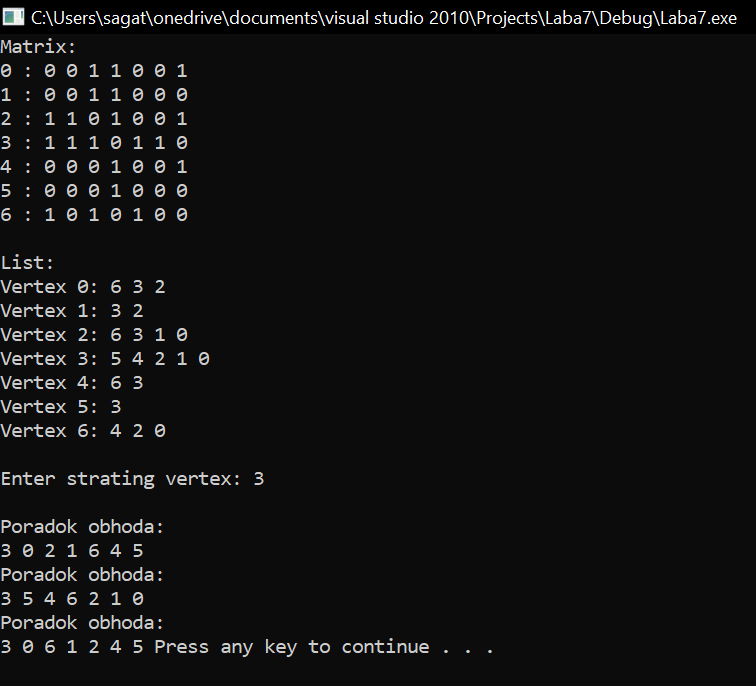 C:\Users\sagat\onedrive\documents\visual studio 2010\Projects\Laba7\Debug\Laba7.exe
Matrix:
0 : 0 0 1 1 0 0 1
1 : 0 0 1 1 0 0 0
2 : 1 1 0 1 0 0 1
3 : 1 1 1 0 1 1 0
4 : 0 0 0 1 0 0 1
5 : 0 0 0 1 0 0 0
6 : 1 0 1 0 1 0 0
List:
Vertex 0: 6 3 2
Vertex 1: 3 2
Vertex 2: 6 3 1 0
Vertex 3: 5 4 2 1 0
Vertex 4: 6 3
Vertex 5: 3
Vertex 6: 4 2 0
Enter strating vertex: 3
Poradok obhoda:
3 0 2 1 6 4 5
Poradok obhoda:
3 5 4 6 2 1 0
Poradok obhoda:
3 0 6 1 2 4 5 Press any key to continue . . .